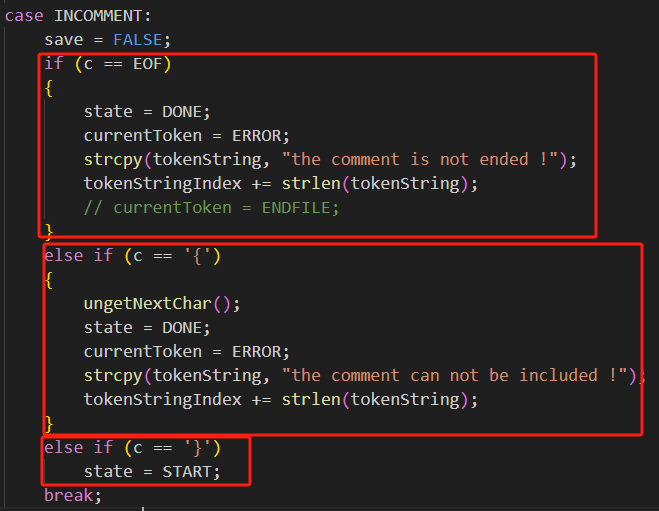 case INCOMMENT:
    save = FALSE;
    if (c == EOF)
    {
        state = DONE;
        currentToken = ERROR;
        strcpy(tokenString, "the comment is not ended !");
        tokenStringIndex += strlen(tokenString);
        // currentToken = ENDFILE;
    }
    else if (c == '{')
    {
        ungetNextChar();
        state = DONE;
        currentToken = ERROR;
        strcpy(tokenString, "the comment can not be included !");
        tokenStringIndex += strlen(tokenString);
    }
    else if (c == '}')
        state = START;
    break;